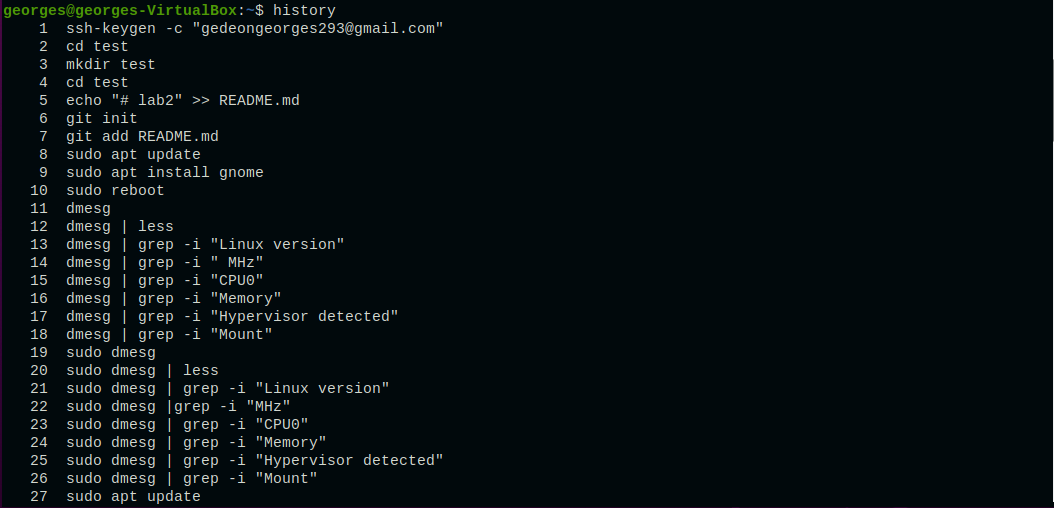 georges@georges-VirtualBox:~$ history
1 ssh-keygen -c "gedeongeorges293@gmail.com"
2 cd test
3 mkdir test
4 cd test
5 echo "# lab2" >> README.md
6 git init
7 git add README.md
8 sudo apt update
9 sudo apt install gnome
10 sudo reboot
11 dmesg
12 dmesg | less
13 dmesg | grep -i "Linux version"
14 dmesg | grep -i " MHz"
15 dmesg | grep -i "CPU0"
16 dmesg | grep -i "Memory"
17 dmesg | grep -i "Hypervisor detected"
18 dmesg | grep -i "Mount"
19 sudo dmesg
20 sudo dmesg | less
21 sudo dmesg | grep -i "Linux version"
22 sudo dmesg |grep -i "MHz"
23 sudo dmesg | grep -i "CPU0"
24 sudo dmesg | grep -i "Memory"
25 sudo dmesg | grep -i "Hypervisor detected"
26 sudo dmesg | grep -i "Mount"
27 sudo apt update